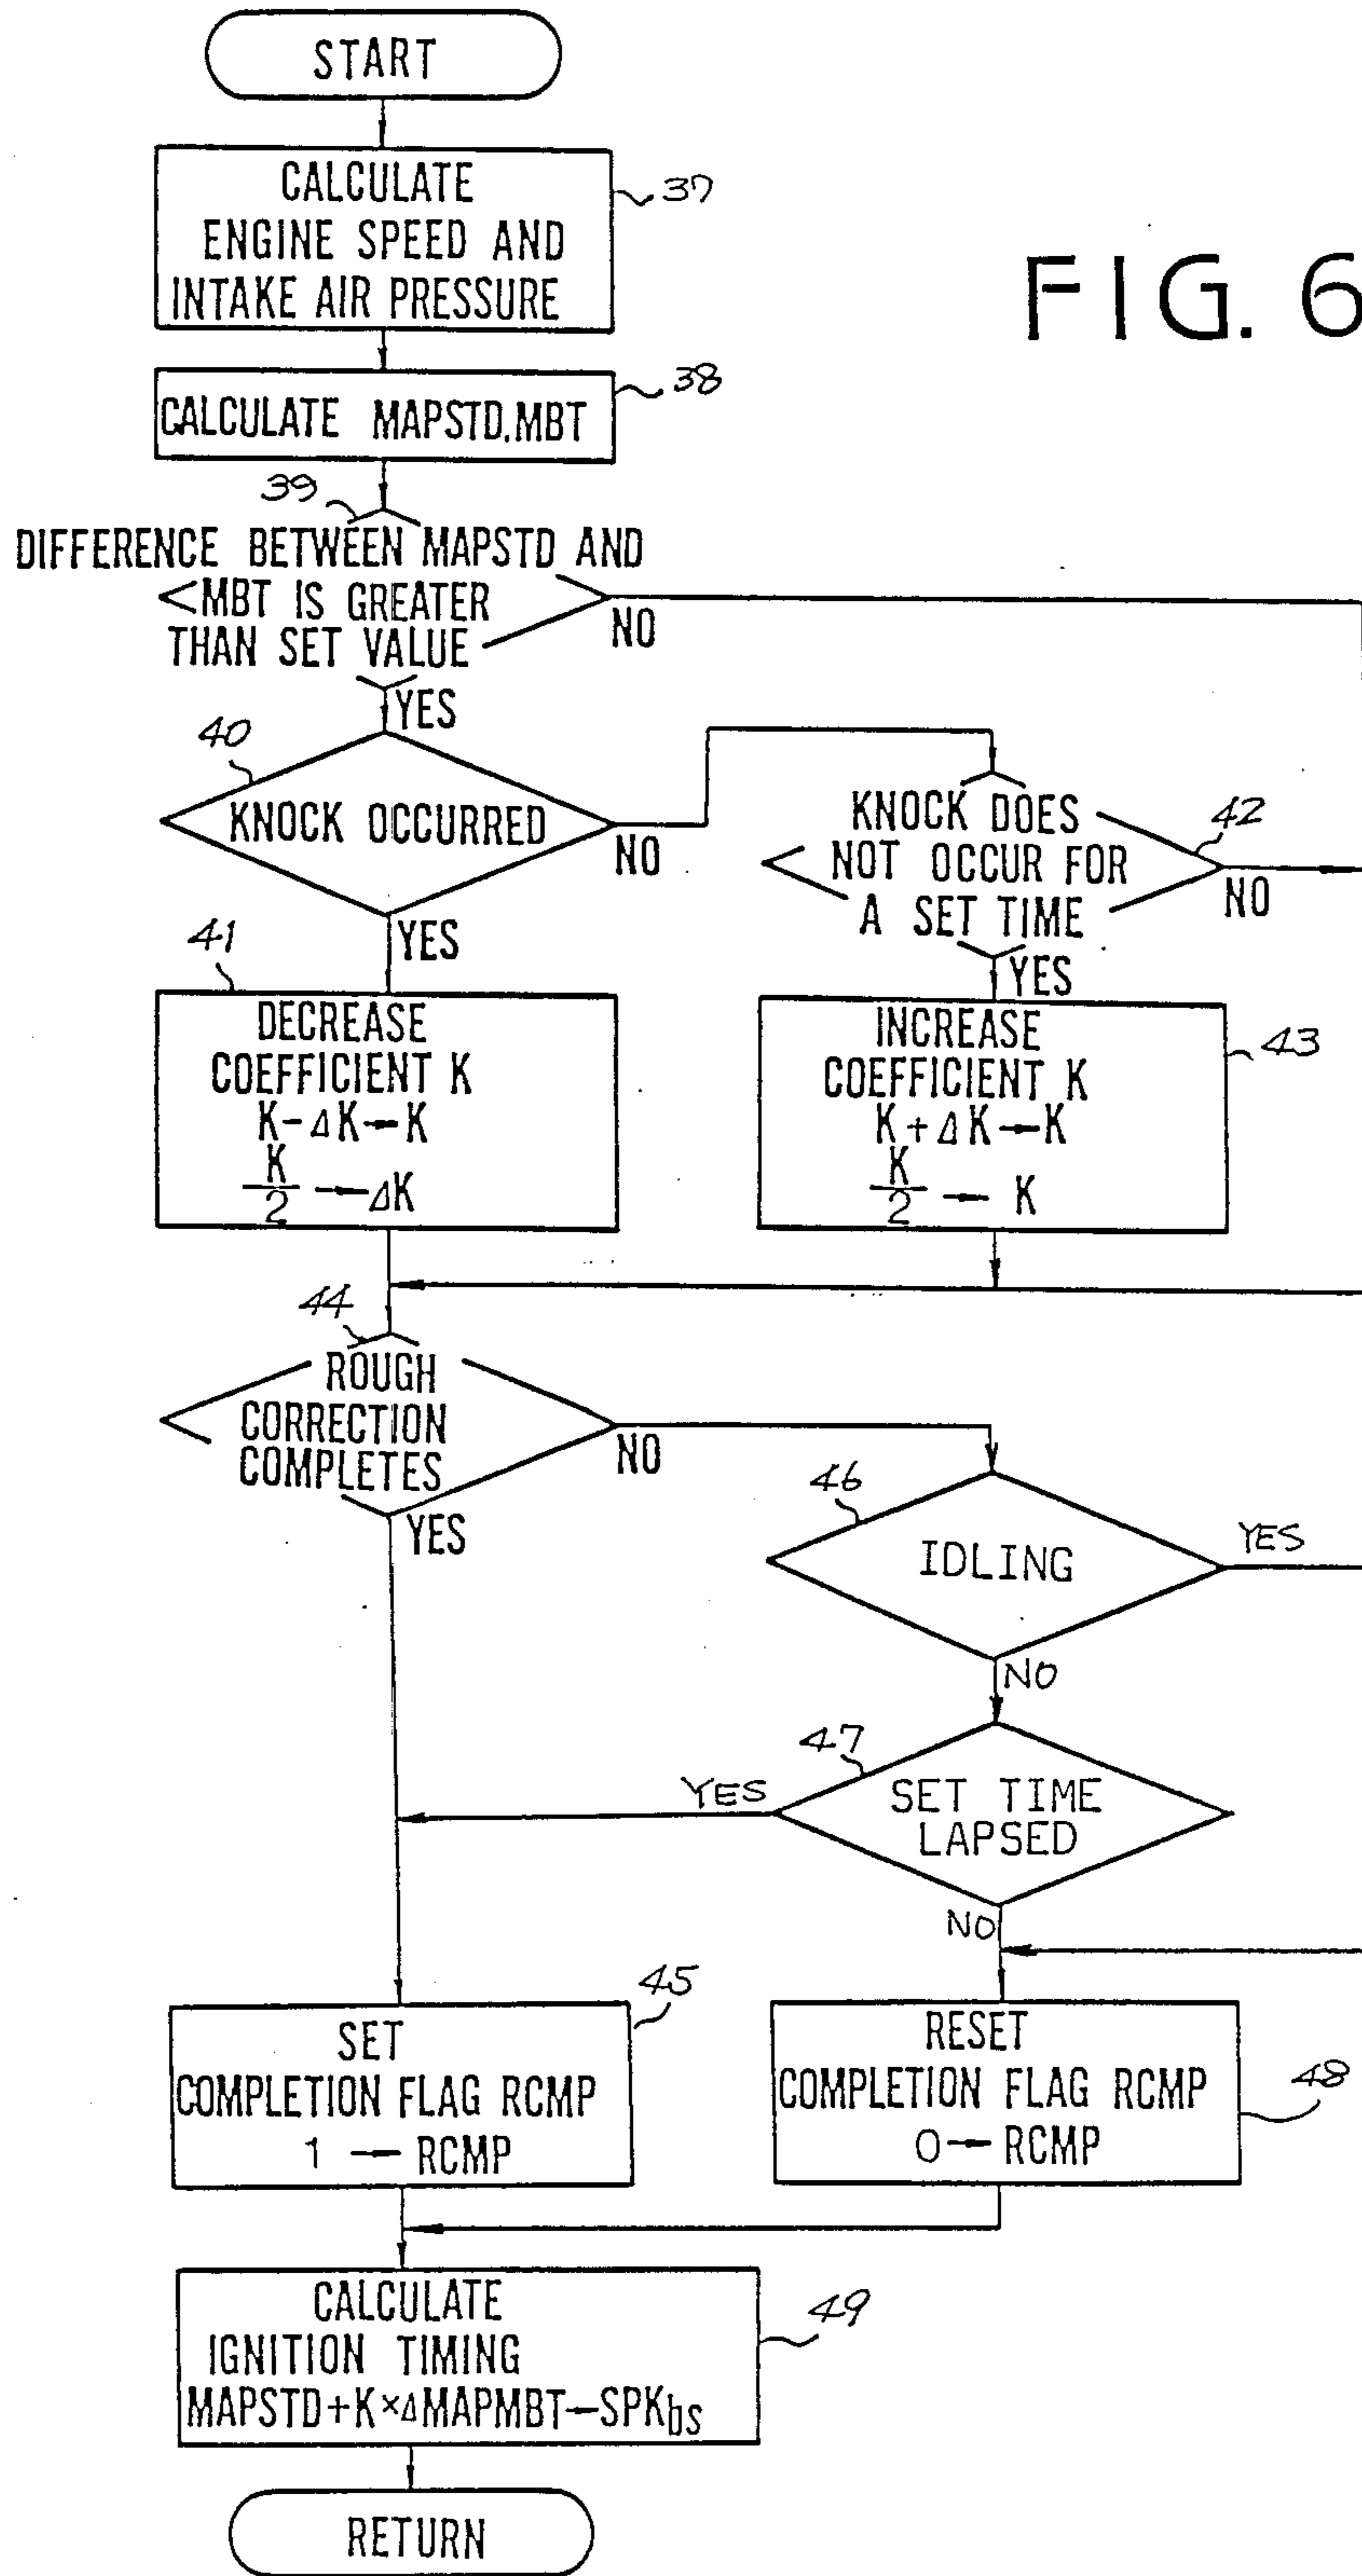 START
CALCULATE
ENGINE SPEED AND
INTAKE AIR PRESSURE
37
FIG. 6
CALCULATE MAPSTD.MBT
38
39
DIFFERENCE BETWEEN MAPSTD AND
MBT IS GREATER
THAN SET VALUE
NO
YES
40
KNOCK OCCURRED
NO
YES
KNOCK DOES
NOT OCCUR FOR
A SET TIME
42
NO
YES
41
DECREASE
COEFFICIENT K
K-ΔK→K
K/2→ΔK
INCREASE
COEFFICIENT K
K+ΔK→K
K/2→K
43
44
ROUGH
CORRECTION
COMPLETES
NO
YES
46
IDLING
YES
NO
47
SET TIME
LAPSED
YES
NO
45
SET
COMPLETION FLAG RCMP
1→RCMP
RESET
COMPLETION FLAG RCMP
0→RCMP
48
CALCULATE
IGNITION TIMING
MAPSTD+K×ΔMAPMBT→SPKbs
49
RETURN